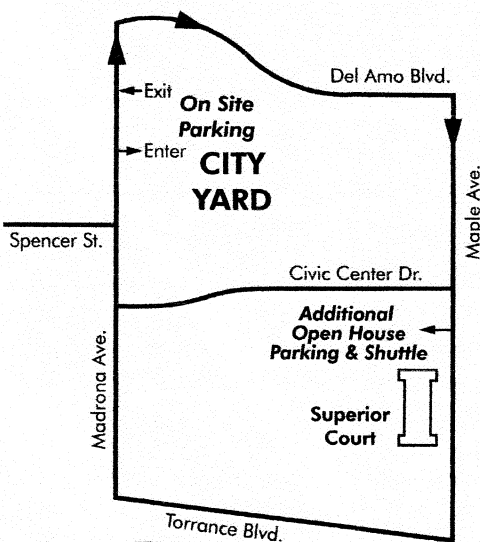 Del Amo Blvd.
Exit
On Site
Parking
Enter
CITY
YARD
Maple Ave.
Spencer St.
Civic Center Dr.
Additional
Open House
Parking & Shuttle
Madrona Ave.
Superior
Court
Torrance Blvd.